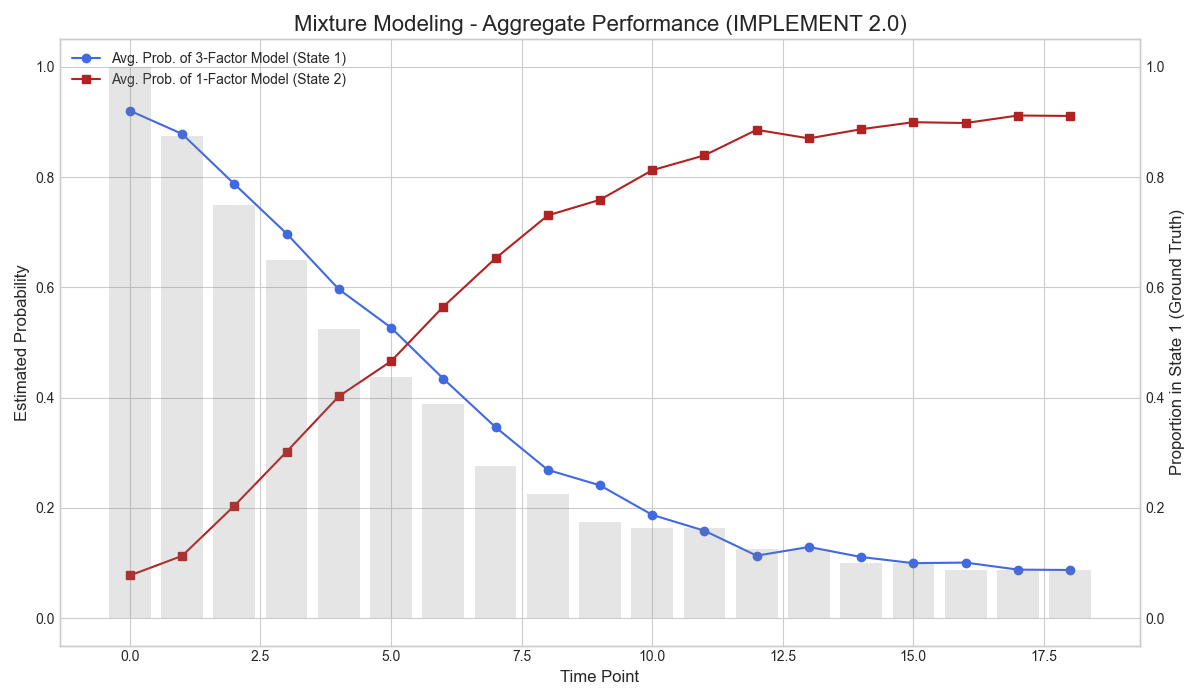 Mixture Modeling - Aggregate Performance (IMPLEMENT 2.0)
Avg. Prob. of 3-Factor Model (State 1)
Avg. Prob. of 1-Factor Model (State 2)
Estimated Probability
1.0
0.8
0.6
0.4
0.2
0.0
1.0
0.8
0.6
0.4
0.2
0.0
Proportion in State 1 (Ground Truth)
0.0 2.5 5.0 7.5 10.0 12.5 15.0 17.5
Time Point